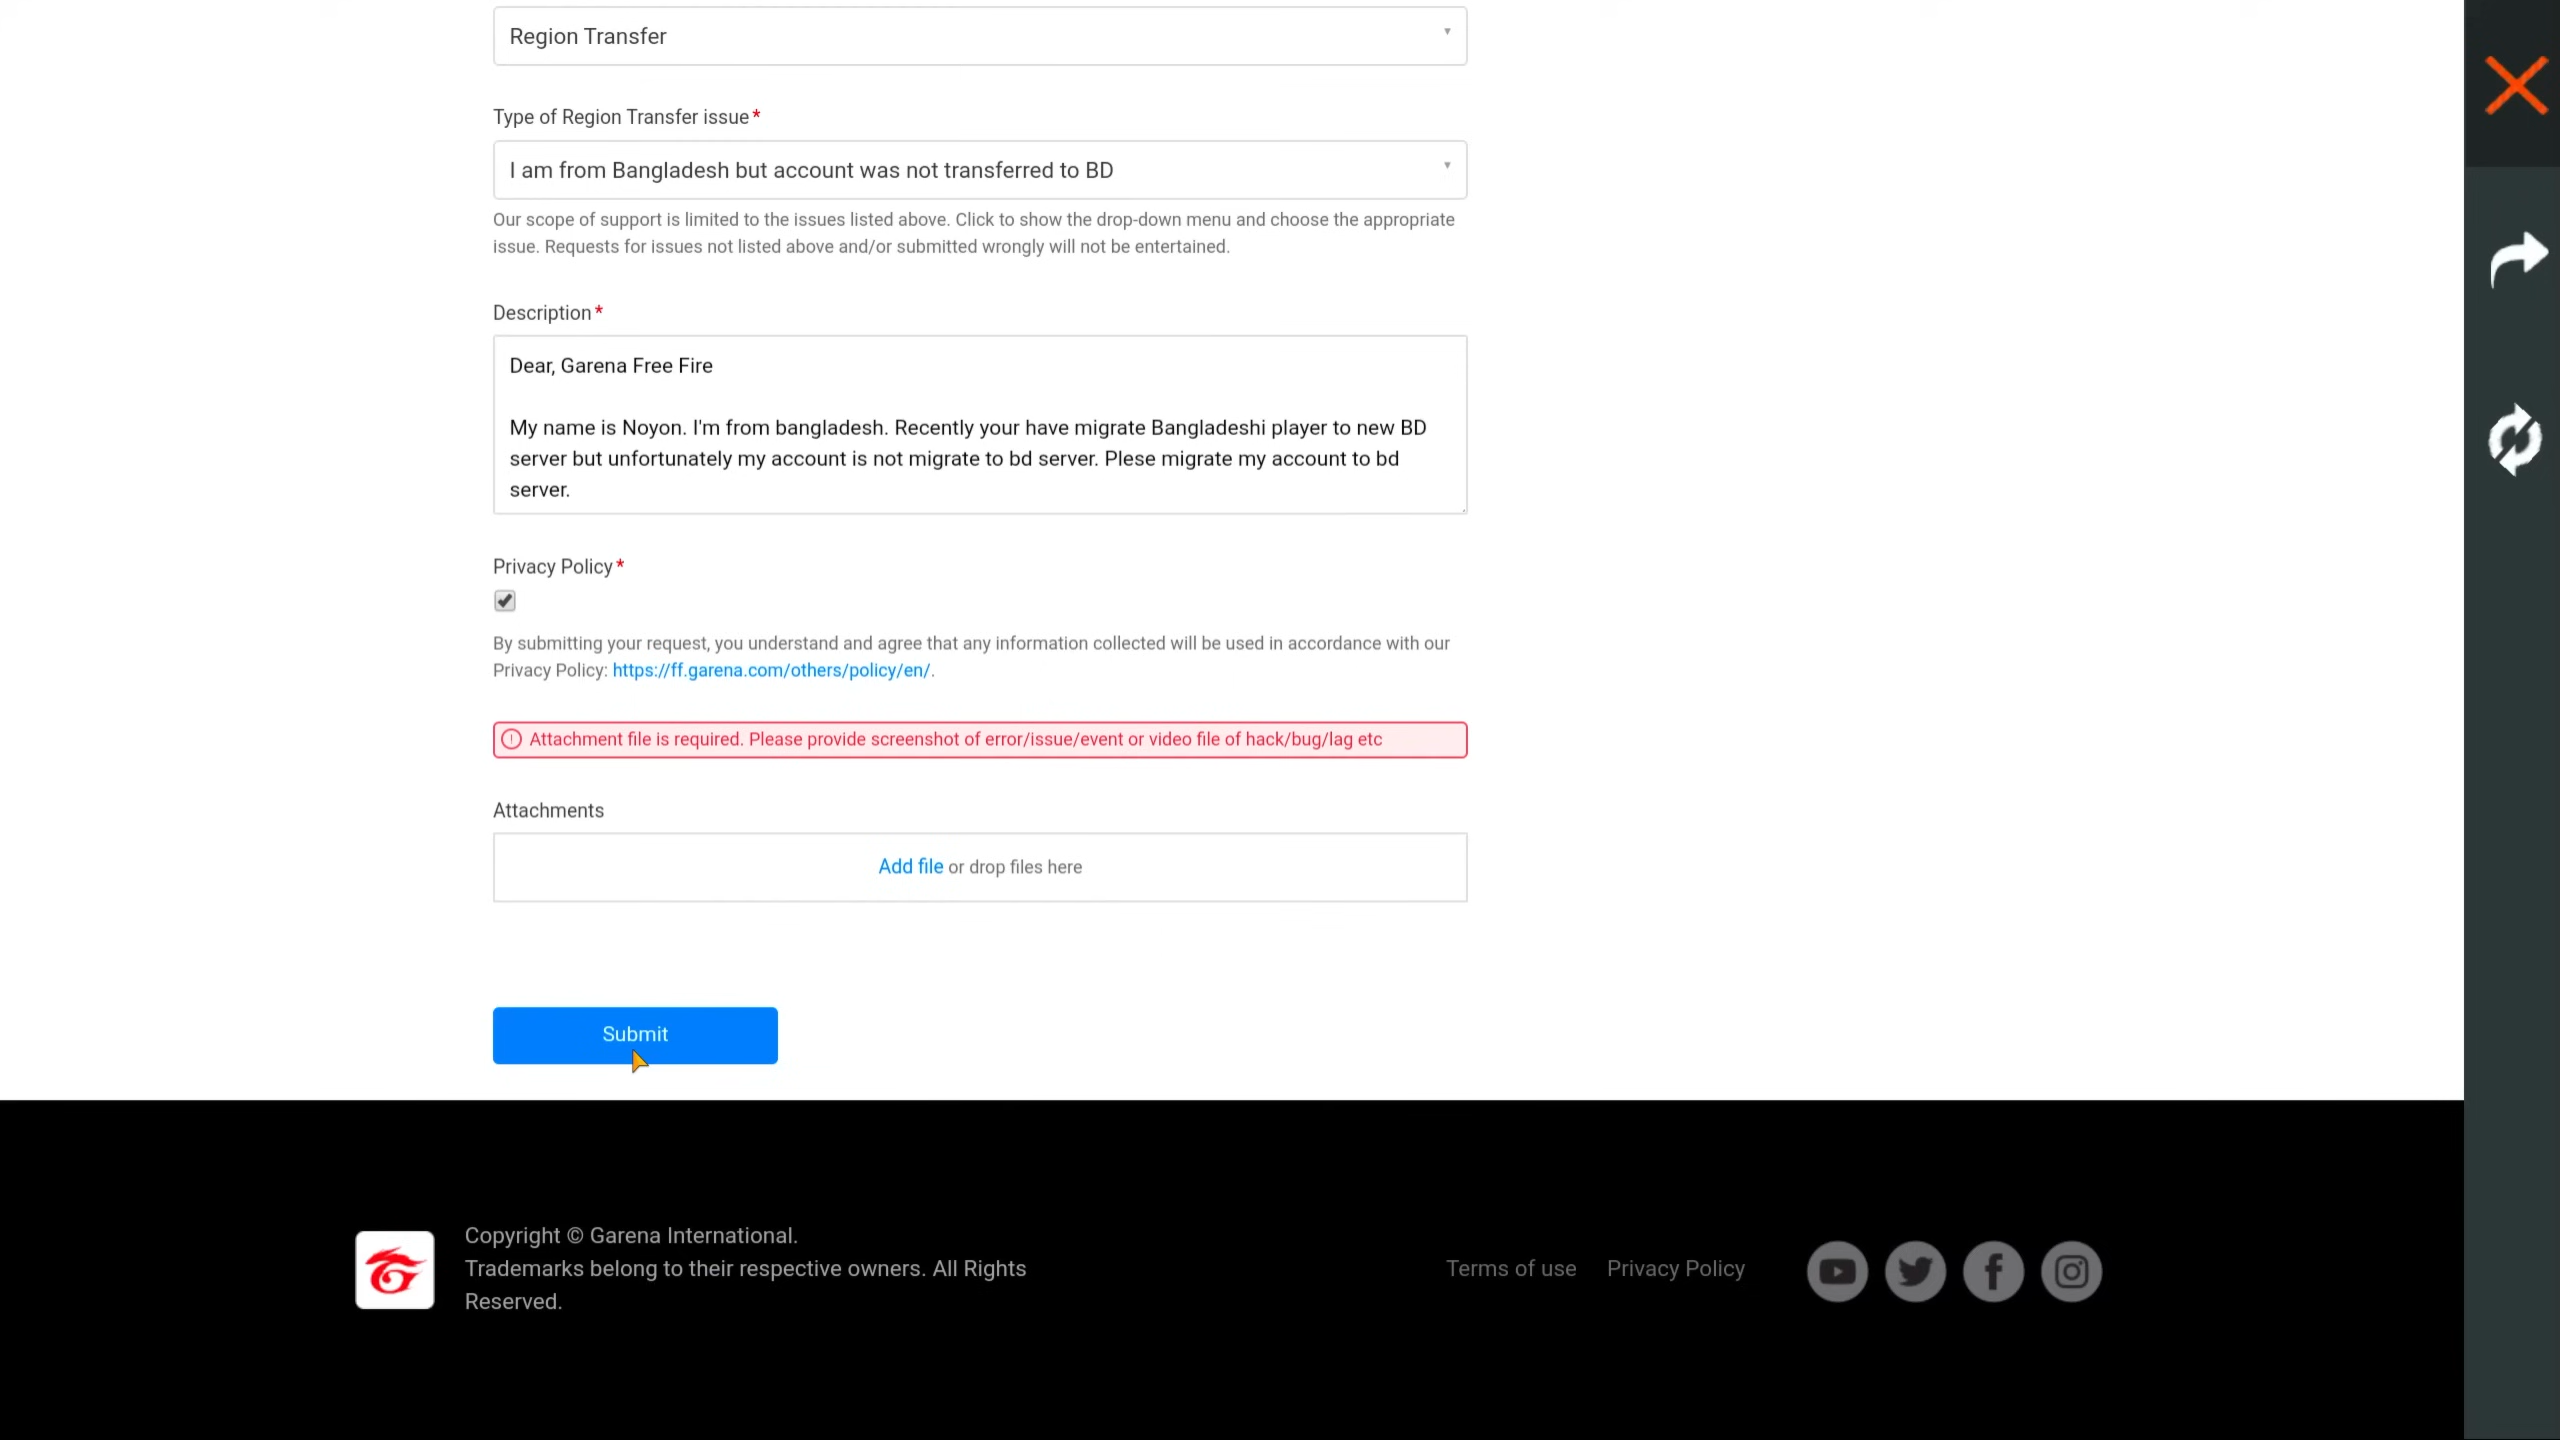 Region Transfer
Type of Region Transfer issue*
I am from Bangladesh but account was not transferred to BD
Our scope of support is limited to the issues listed above. Click to show the drop-down menu and choose the appropriate
issue. Requests for issues not listed above and/or submitted wrongly will not be entertained.
Description*
Dear, Garena Free Fire
My name is Noyon. I'm from bangladesh. Recently your have migrate Bangladeshi player to new BD
server but unfortunately my account is not migrate to bd server. Plese migrate my account to bd
server.
Privacy Policy*
By submitting your request, you understand and agree that any information collected will be used in accordance with our
Privacy Policy: https://ff.garena.com/others/policy/en/.
Attachment file is required. Please provide screenshot of error/issue/event or video file of hack/bug/lag etc
Attachments
Add file or drop files here
Submit
Copyright © Garena International.
Trademarks belong to their respective owners. All Rights
Reserved.
Terms of use Privacy Policy